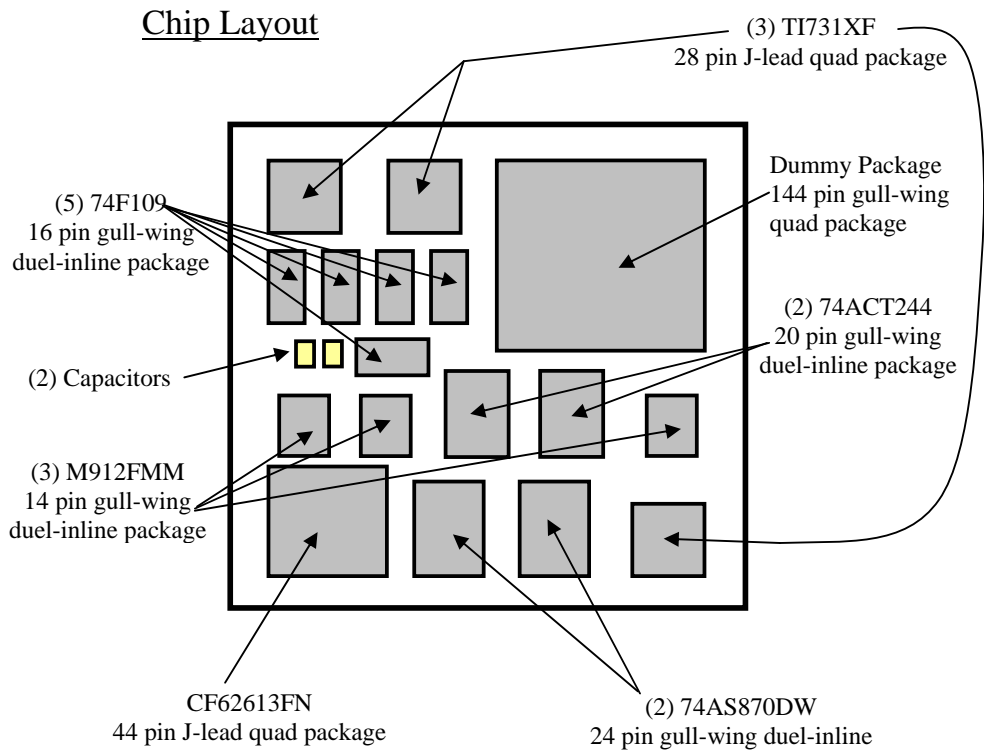 Chip Layout
(3) TI731XF
28 pin J-lead quad package
Dummy Package
144 pin gull-wing
quad package
(5) 74F109
16 pin gull-wing
duel-inline package
(2) 74ACT244
20 pin gull-wing
duel-inline package
(2) Capacitors
(3) M912FMM
14 pin gull-wing
duel-inline package
CF62613FN
44 pin J-lead quad package
(2) 74AS870DW
24 pin gull-wing duel-inline